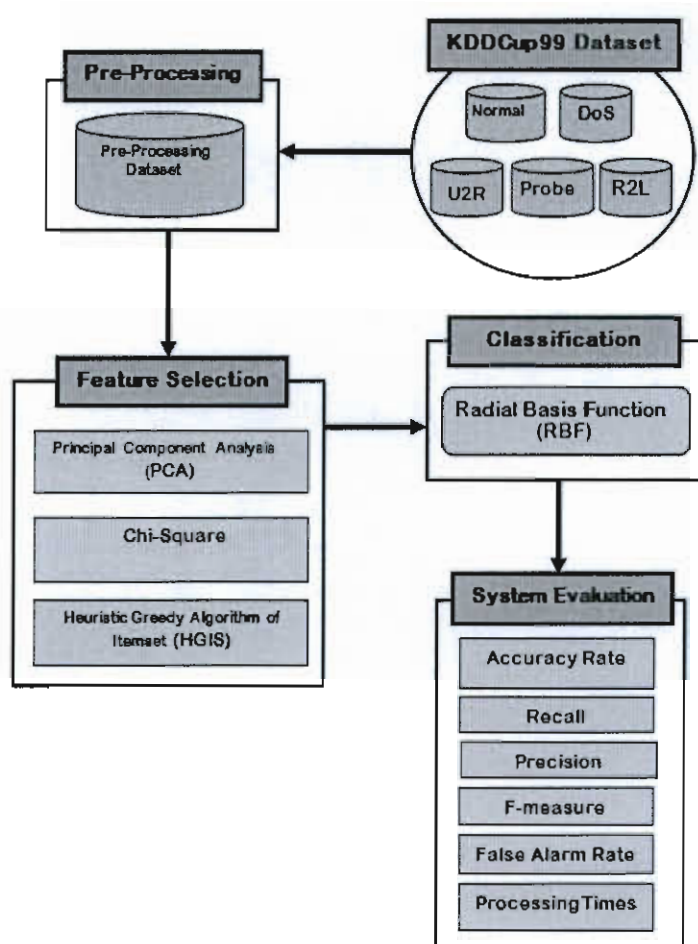 KDDCup99 Dataset
Normal
DoS
U2R
Probe
R2L
Pre-Processing
Pre-Processing
Dataset
Feature Selection
Principal Component Analysis
(PCA)
Chi-Square
Heuristic Greedy Algorithm of
Itemset (HGIS)
Classification
Radial Basis Function
(RBF)
System Evaluation
Accuracy Rate
Recall
Precision
F-measure
False Alarm Rate
Processing Times